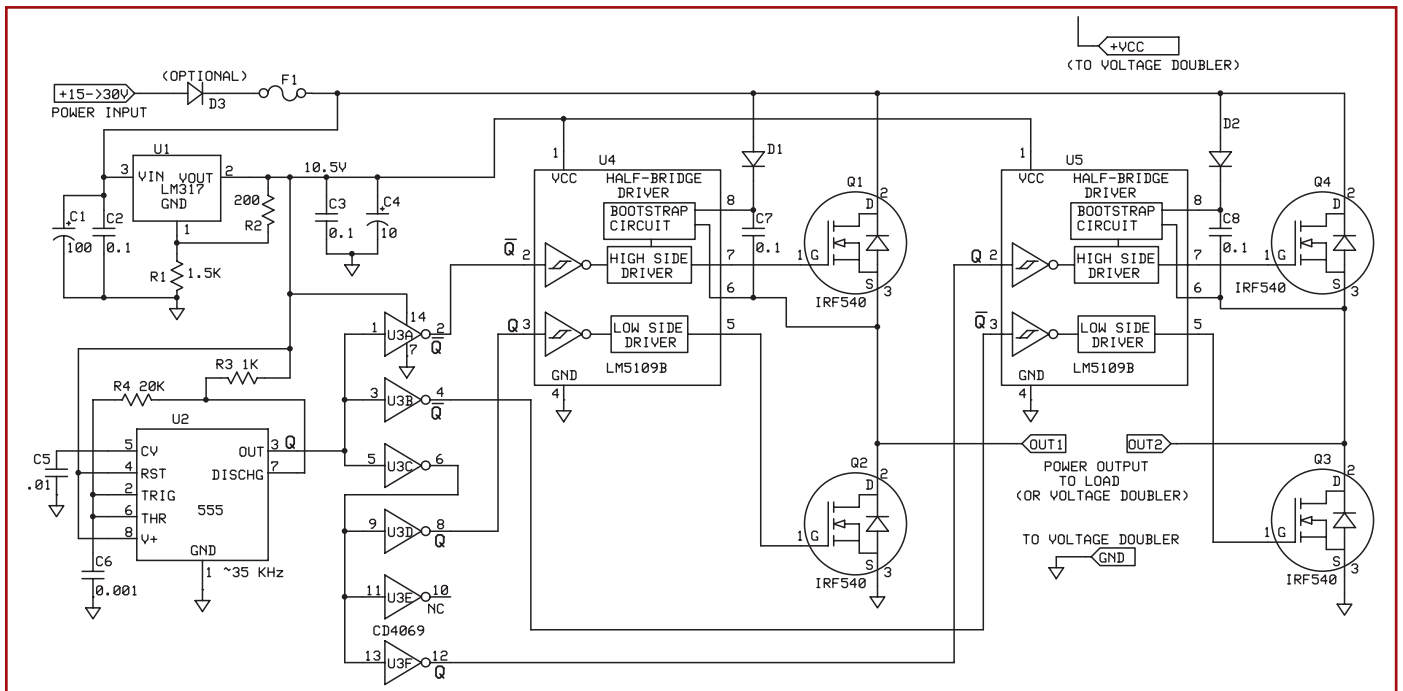 +VCC
(TO VOLTAGE DOUBLER)
(OPTIONAL)
F1
+15->30V
D3
POWER INPUT
D1
D2
U1
3 VIN VOUT 2
LM317
GND
1
10.5V
200
R2
C1
100
C2
0.1
R1 1.5K
C3
0.1
C4
10
1
U4
VCC
HALF-BRIDGE
DRIVER
BOOTSTRAP
CIRCUIT
8
C7
0.1
HIGH SIDE
DRIVER
7
6
Q̅ 2
Q 3
LOW SIDE
DRIVER
5
GND
LM5109B
4
Q1
2
D
1 G
S
3
IRF540
1
U5
VCC
HALF-BRIDGE
DRIVER
BOOTSTRAP
CIRCUIT
8
C8
0.1
HIGH SIDE
DRIVER
7
6
Q 2
Q̅ 3
LOW SIDE
DRIVER
5
GND
LM5109B
4
Q4
2
D
1 G
S
3
IRF540
14
1 U3A 2
Q̅
7
R3 1K
R4 20K
3 U3B 4
Q̅
U2
5 CV
4 RST
2 TRIG
6 THR
8 V+
OUT 3 Q
DISCHG 7
555
GND
1 ~35 KHz
C5
.01
C6
0.001
5 U3C 6
9 U3D 8
Q
11 U3E 10
NC
CD4069
13 U3F 12
Q
OUT1
OUT2
POWER OUTPUT
TO LOAD
(OR VOLTAGE DOUBLER)
TO VOLTAGE DOUBLER
GND
Q2
2
D
1 G
S
3
IRF540
Q3
2
D
1 G
S
3
IRF540